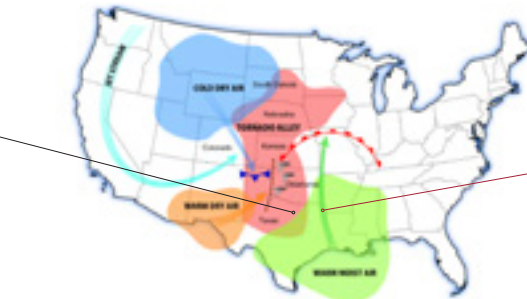 JET STREAM
COLD DRY AIR
South Dakota
Nebraska
TORNADO ALLEY
Colorado
Kansas
Oklahoma
WARM DRY AIR
Texas
WARM MOIST AIR